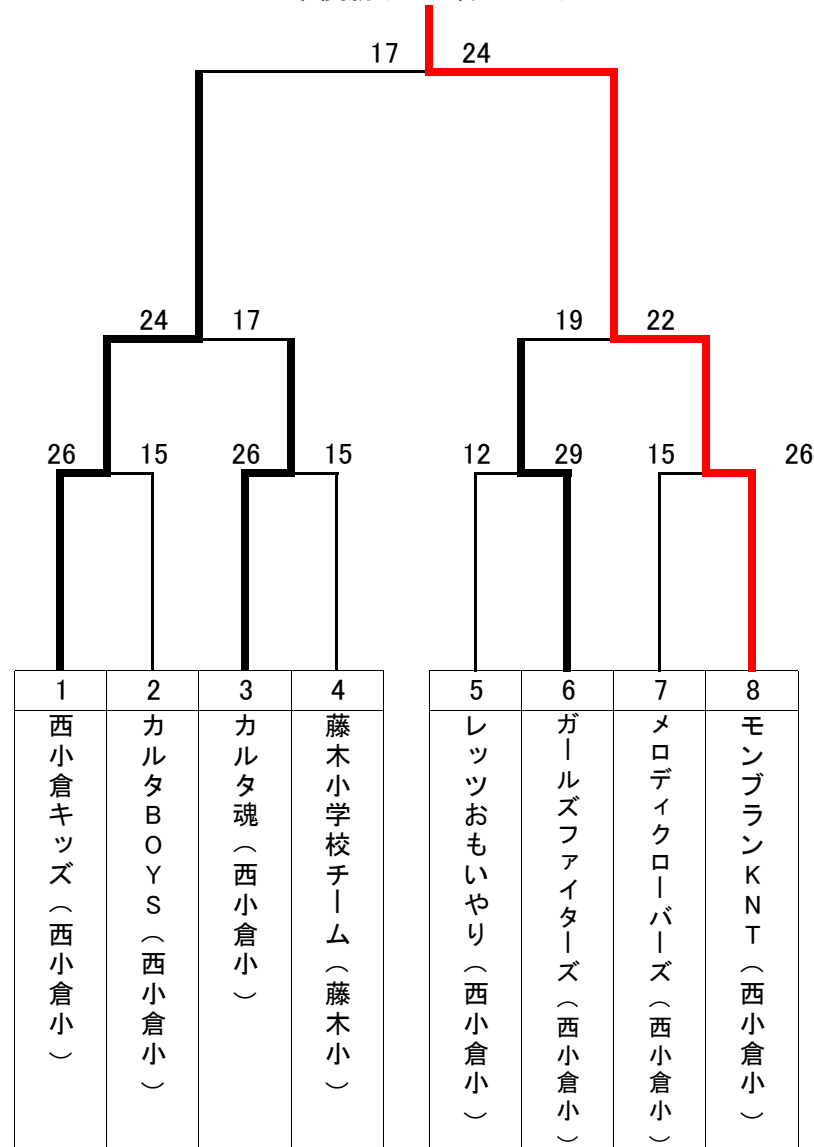 17 24
24 17 19 22
26 15 26 15 12 29 15 26
1 2 3 4 5 6 7 8
西小倉キッズ（西小倉小）
カルタBOYS（西小倉小）
カルタ魂（西小倉小）
藤木小学校チーム（藤木小）
レッツおもいやり（西小倉小）
ガールズファイターズ（西小倉小）
メロディクローバーズ（西小倉小）
モンブランKNT（西小倉小）